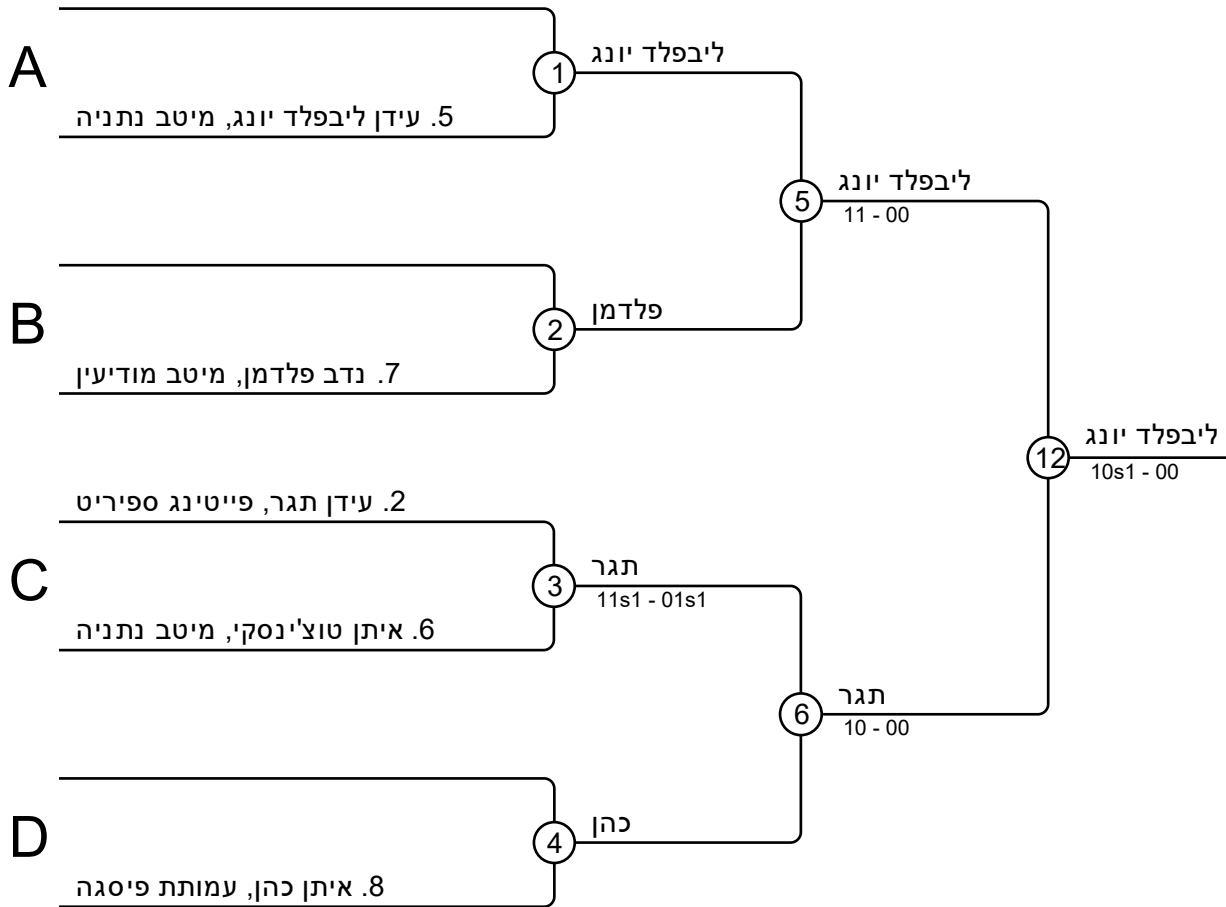 A
1
ליבפלד יונג
5. עידן ליבפלד יונג, מיטב נתניה
5
ליבפלד יונג
11 - 00
B
2
פלדמן
7. נדב פלדמן, מיטב מודיעין
12
ליבפלד יונג
10s1 - 00
2. עידן תגר, פייטינג ספיריט
C
3
תגר
11s1 - 01s1
6. איתן טוצ'ינסקי, מיטב נתניה
6
תגר
10 - 00
D
4
כהן
8. איתן כהן, עמותת פיסגה